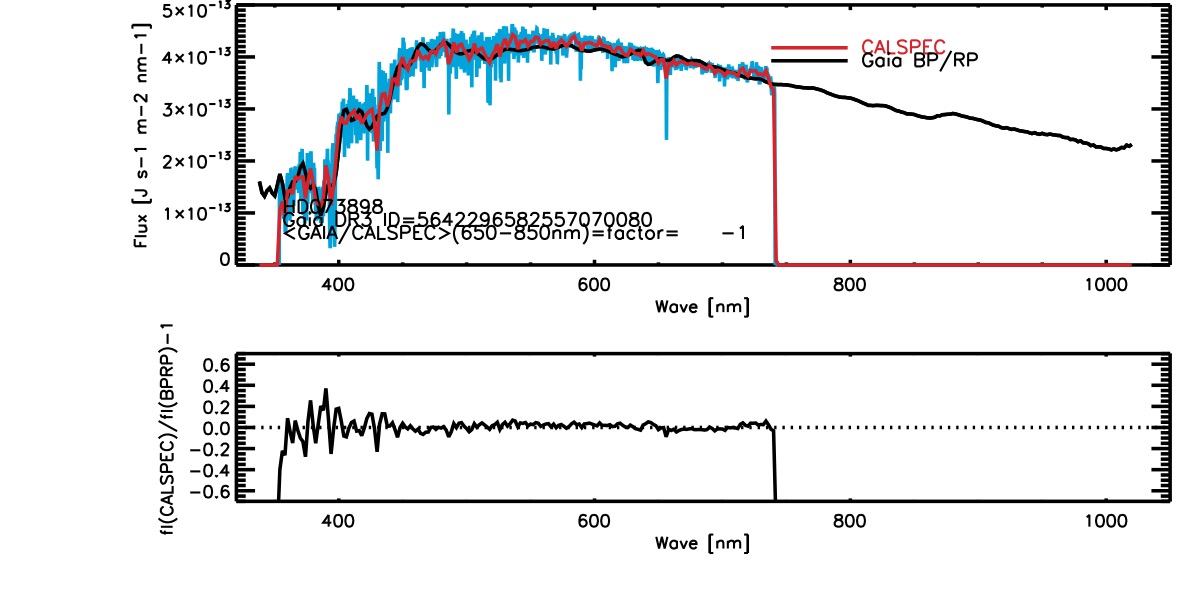 5×10−13
4×10−13
3×10−13
2×10−13
1×10−13
0
Flux [J s−1 m−2 nm−1]
CALSPEC
Gaia BP/RP
HD073898
Gaia DR3 ID=5642296582557070080
<GAIA/CALSPEC>(650−850nm)=factor= −1
400 600 800 1000
Wave [nm]
fl(CALSPEC)/fl(BPRP)−1
0.6
0.4
0.2
0.0
−0.2
−0.4
−0.6
400 600 800 1000
Wave [nm]